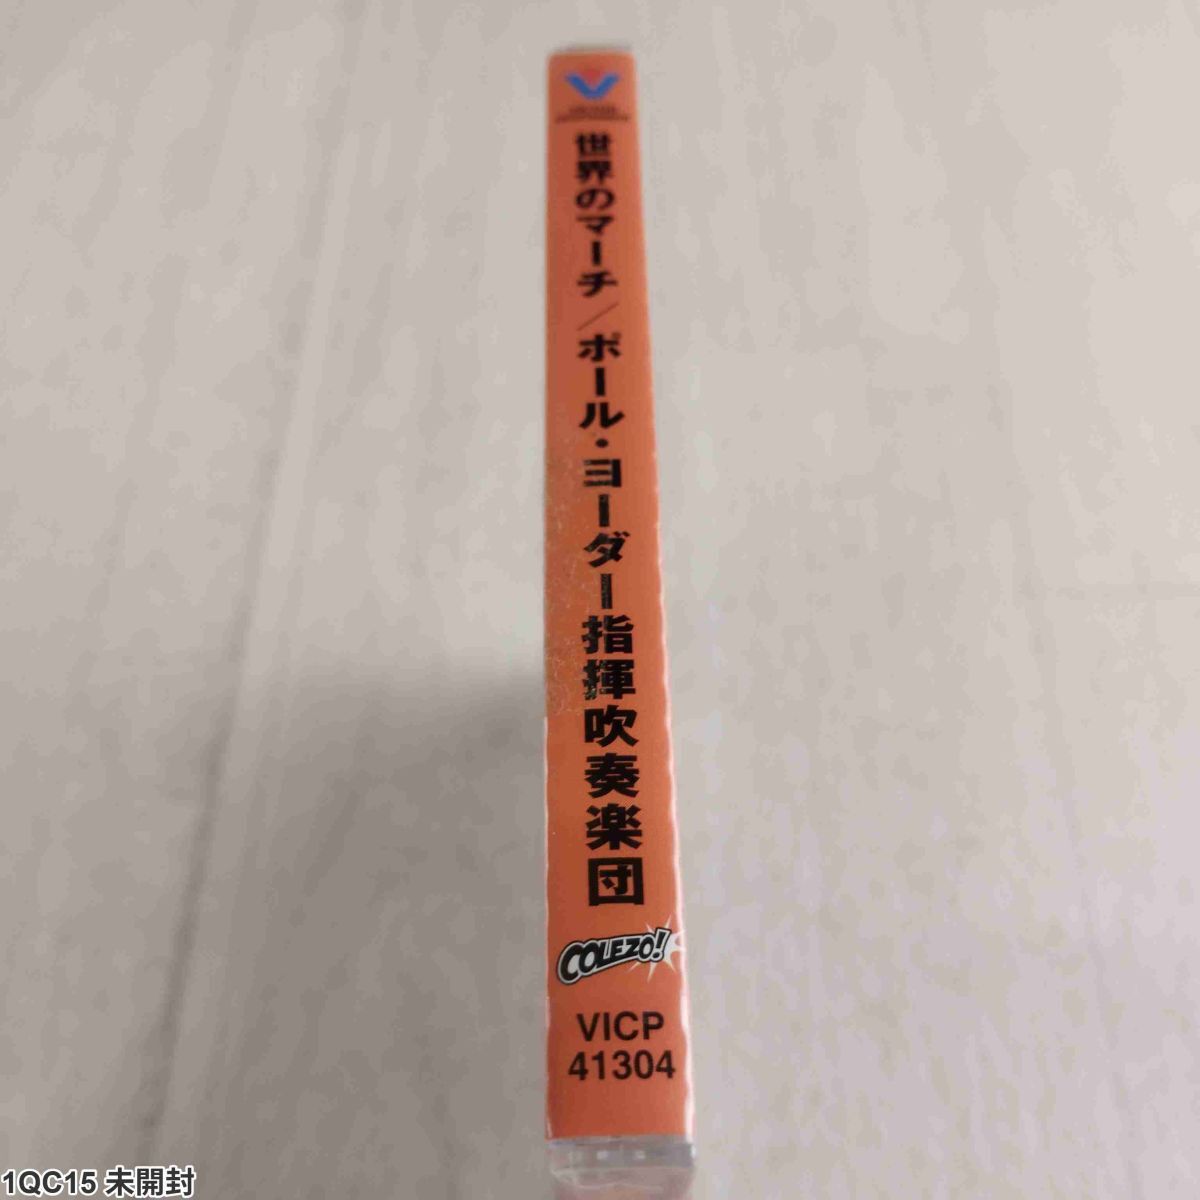 世界のマーチ／ポール・ヨーダー指揮吹奏楽団
COLEZO!
VICP
41304
1QC15 未開封